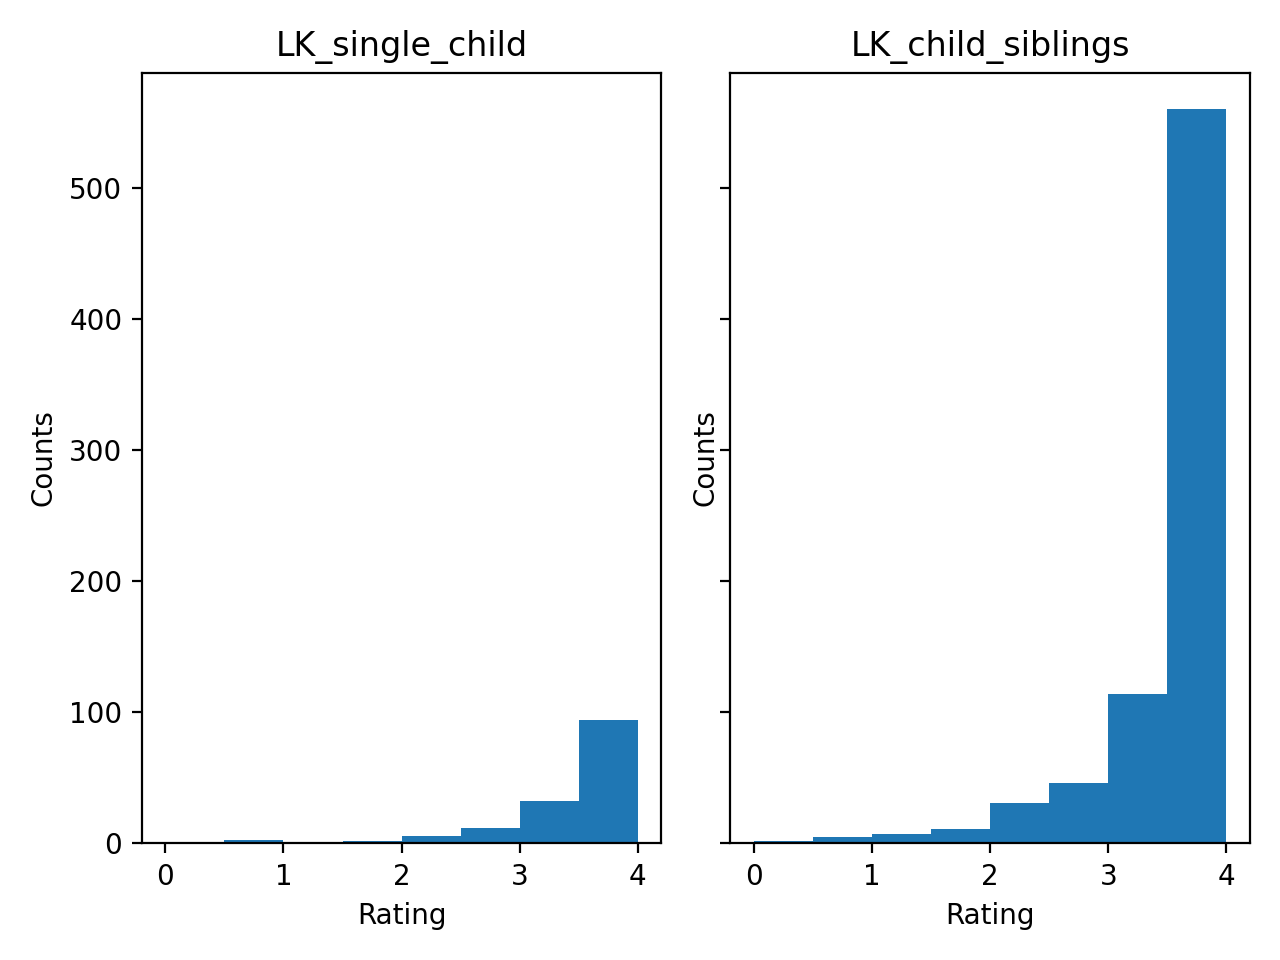 LK_single_child
LK_child_siblings
Counts
500
400
300
200
100
0
Counts
0 1 2 3 4
0 1 2 3 4
Rating
Rating